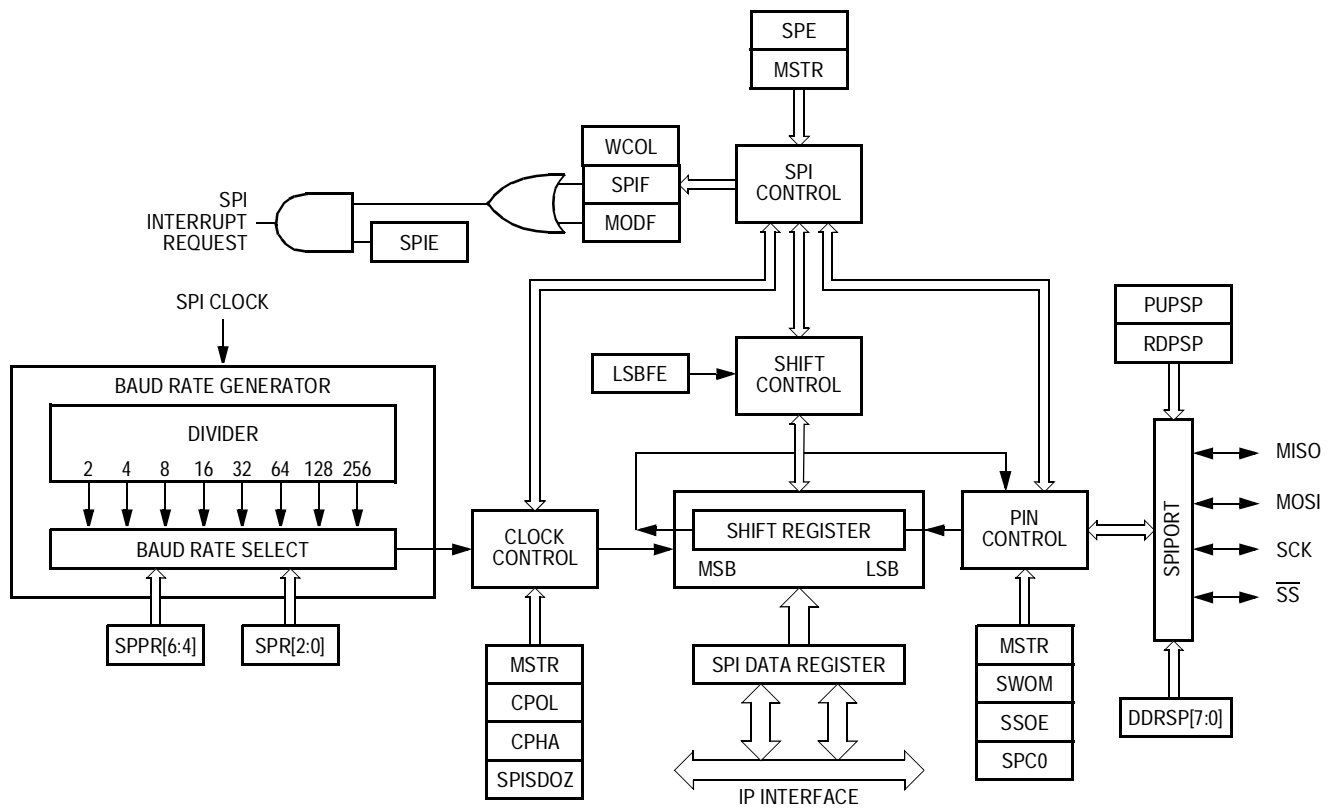 SPE
MSTR
WCOL
SPIF
MODF
SPI
CONTROL
SPI
INTERRUPT
REQUEST
SPIE
SPI CLOCK
PUPSP
RDPSP
LSBFE
SHIFT
CONTROL
BAUD RATE GENERATOR
DIVIDER
2 4 8 16 32 64 128 256
BAUD RATE SELECT
CLOCK
CONTROL
SHIFT REGISTER
MSB LSB
PIN
CONTROL
SPIPORT
MISO
MOSI
SCK
SS
SPPR[6:4]
SPR[2:0]
MSTR
CPOL
CPHA
SPISDOZ
SPI DATA REGISTER
MSTR
SWOM
SSOE
SPC0
DDRSP[7:0]
IP INTERFACE